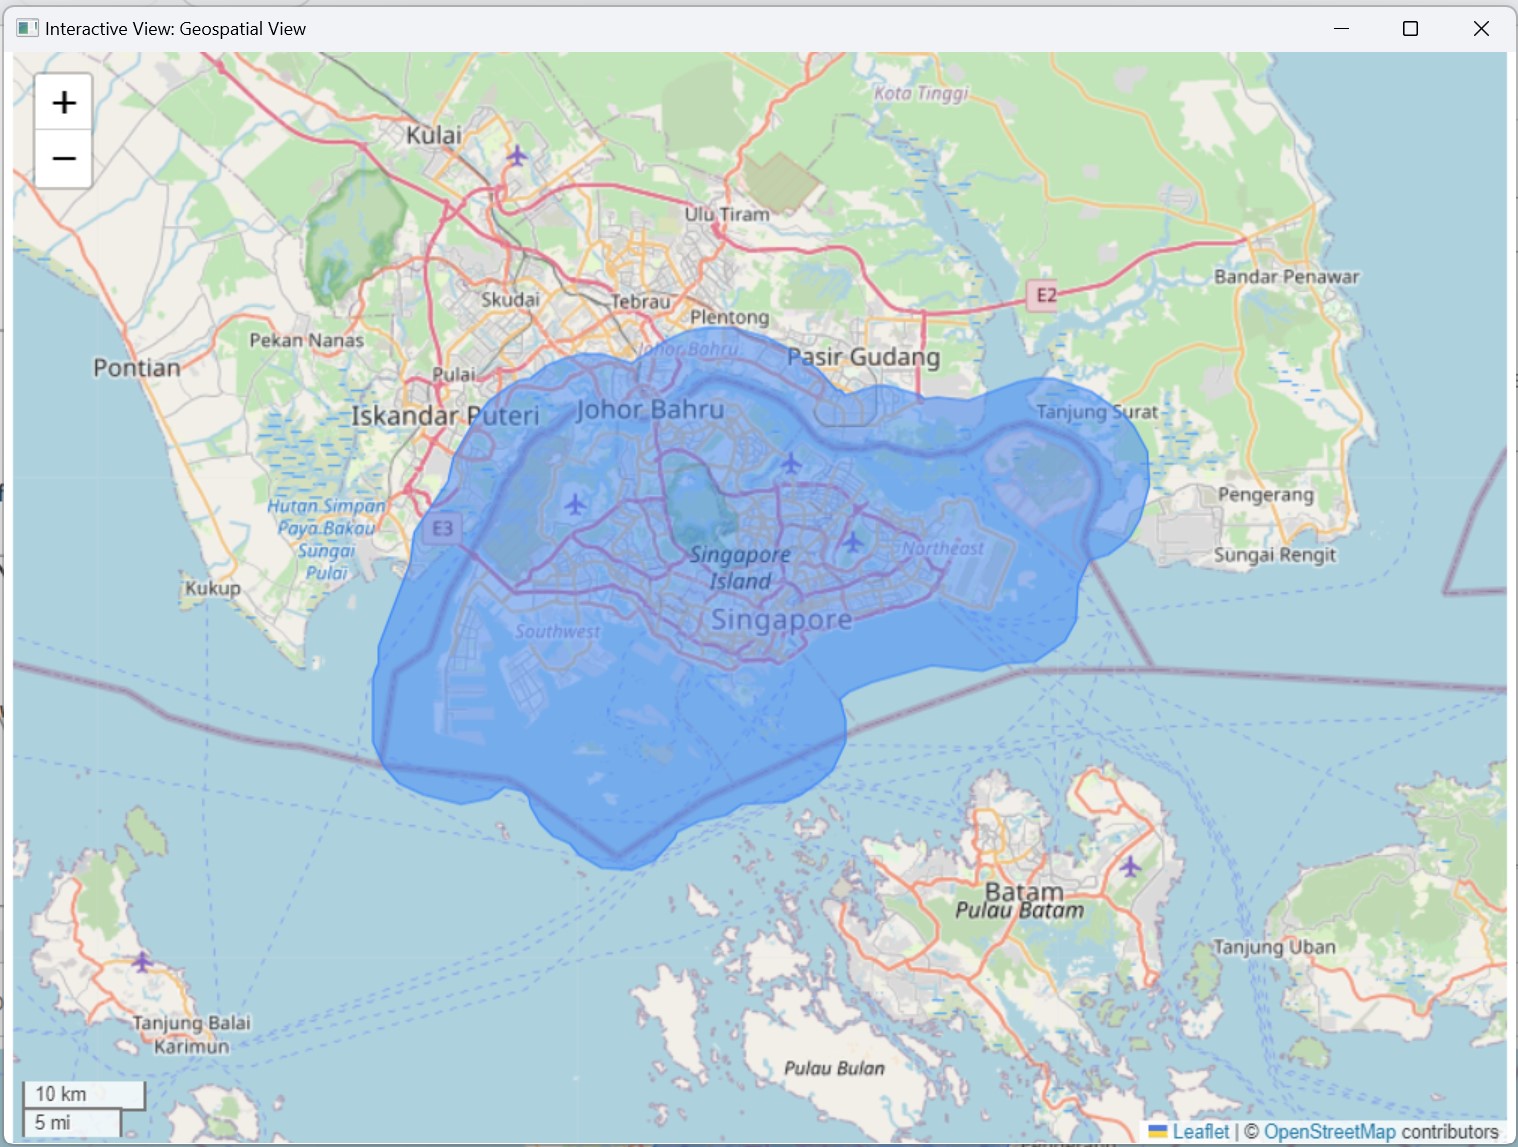 Interactive View: Geospatial View
+
−
Kota Tinggi
Kulai
Ulu Tiram
Bandar Penawar
E2
Skudai
Tebrau
Plentong
Pekan Nanas
Johor Bahru
Pasir Gudang
Pontian
Pulai
Iskandar Puteri
Johor Bahru
Tanjung Surat
Pengerang
Hutan Simpan
Paya Bakau
Sungai
Pulai
E3
Singapore
Island
Northeast
Sungai Rengit
Kukup
Singapore
Southwest
Batam
Pulau Batam
Tanjung Uban
Tanjung Balai
Karimun
Pulau Bulan
10 km
5 mi
Leaflet | © OpenStreetMap contributors